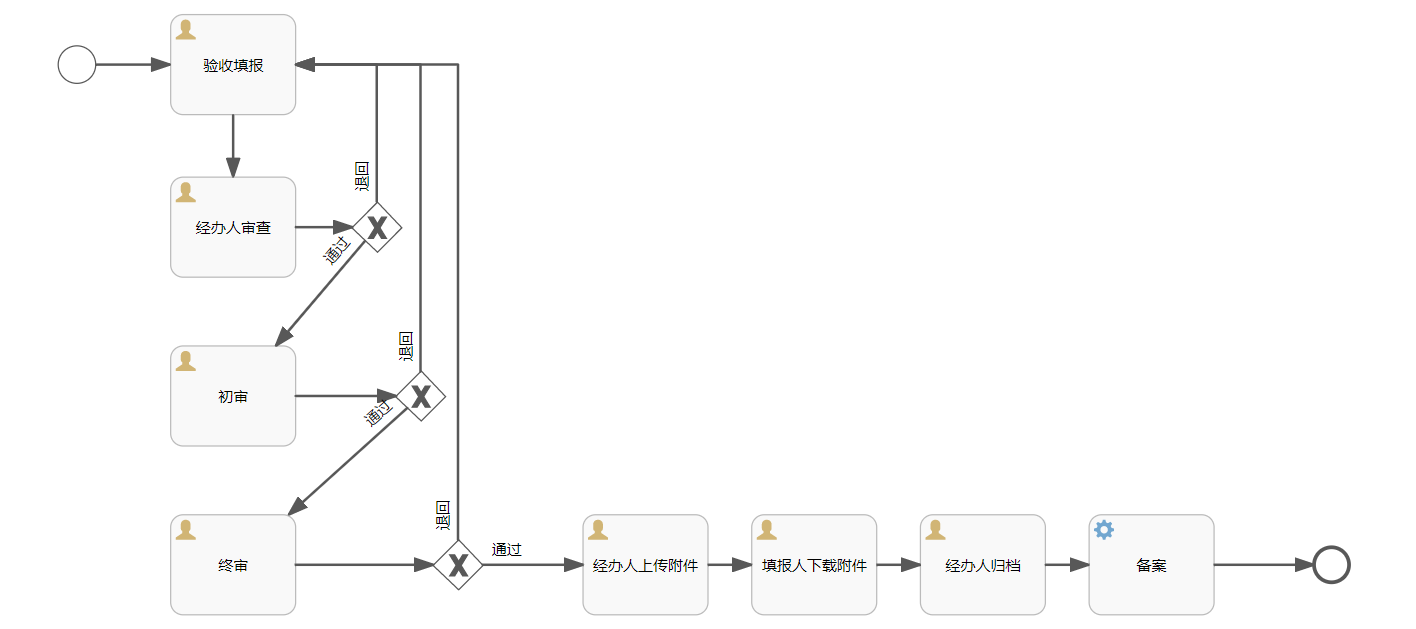 验收填报
退回
经办人审查
通过
退回
初审
通过
退回
终审
通过
经办人上传附件
填报人下载附件
经办人归档
备案